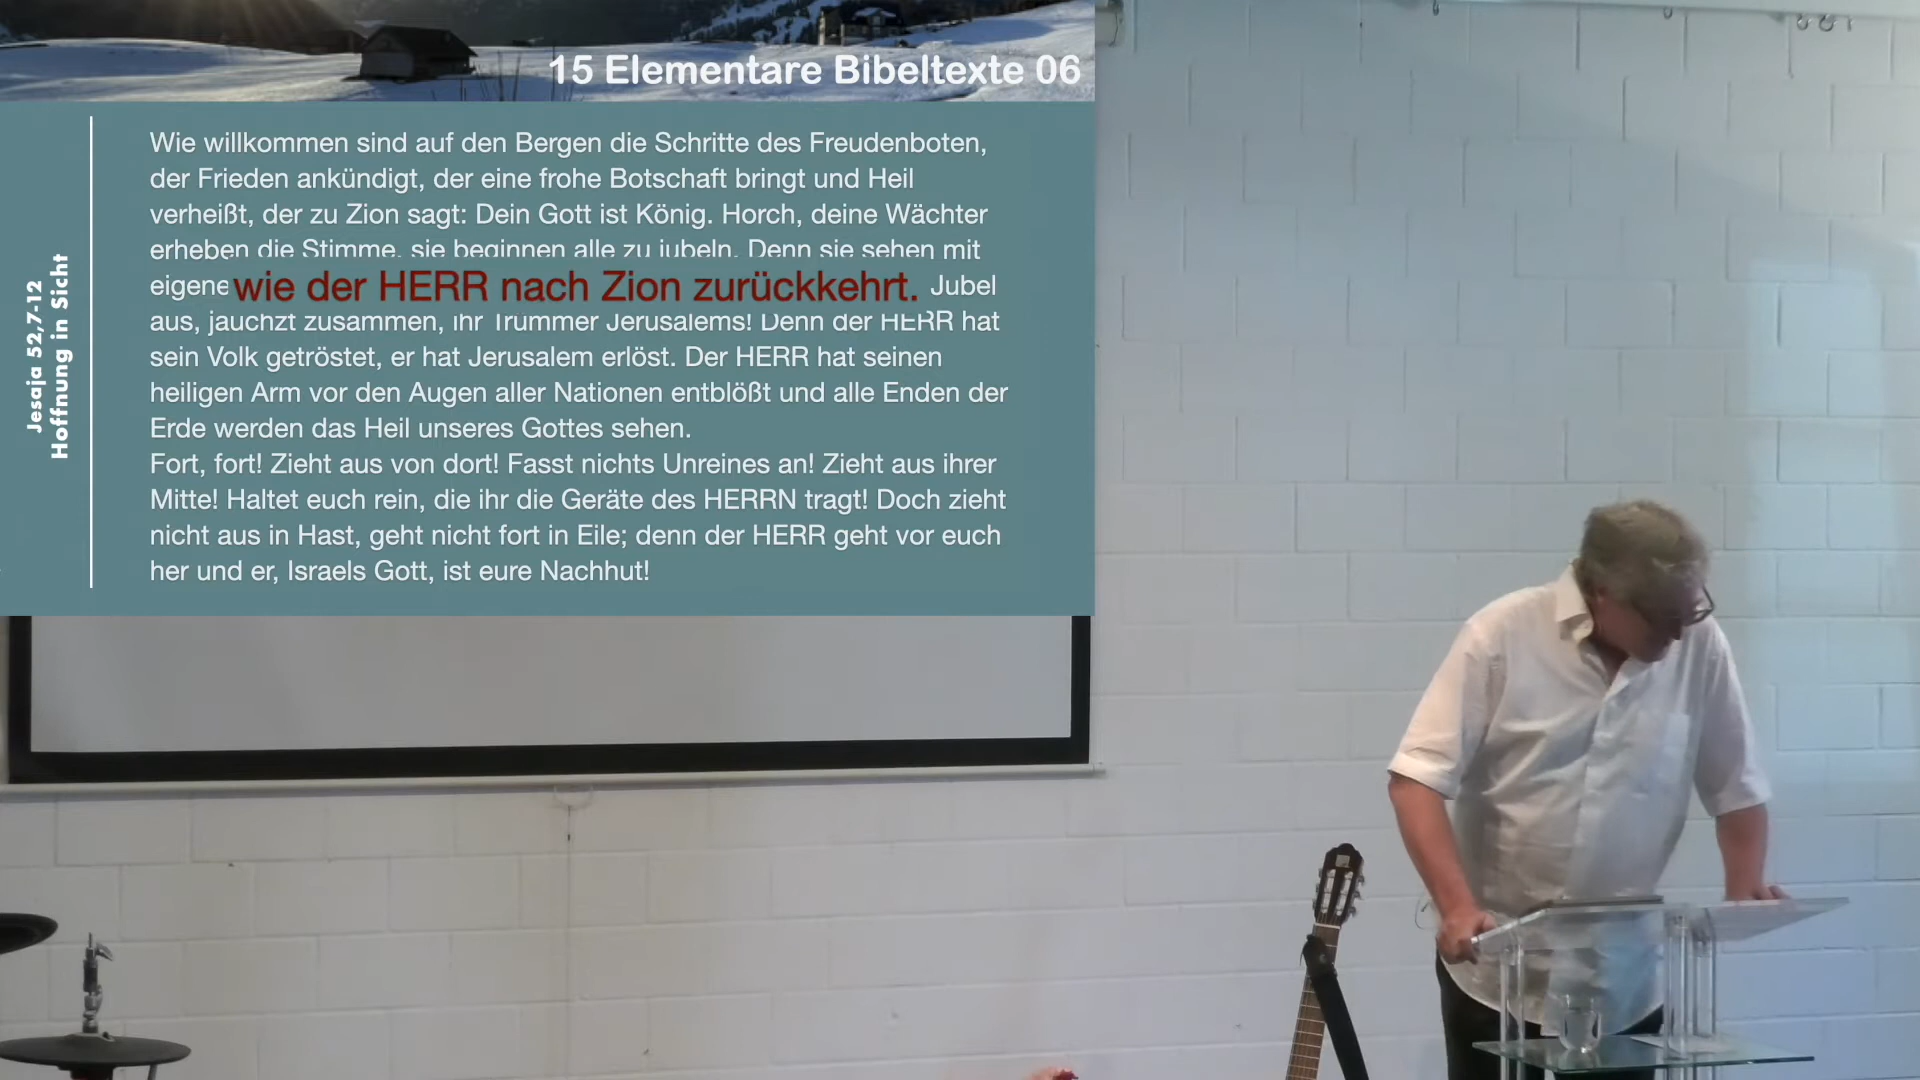 15 Elementare Bibeltexte 06
Jesaja 52,7-12
Hoffnung in Sicht
Wie willkommen sind auf den Bergen die Schritte des Freudenboten,
der Frieden ankündigt, der eine frohe Botschaft bringt und Heil
verheißt, der zu Zion sagt: Dein Gott ist König. Horch, deine Wächter
erheben die Stimme, sie beginnen alle zu jubeln. Denn sie sehen mit
eigene wie der HERR nach Zion zurückkehrt. Jubel
aus, jauchzt zusammen, ihr Trümmer Jerusalems! Denn der HERR hat
sein Volk getröstet, er hat Jerusalem erlöst. Der HERR hat seinen
heiligen Arm vor den Augen aller Nationen entblößt und alle Enden der
Erde werden das Heil unseres Gottes sehen.
Fort, fort! Zieht aus von dort! Fasst nichts Unreines an! Zieht aus ihrer
Mitte! Haltet euch rein, die ihr die Geräte des HERRN tragt! Doch zieht
nicht aus in Hast, geht nicht fort in Eile; denn der HERR geht vor euch
her und er, Israels Gott, ist eure Nachhut!